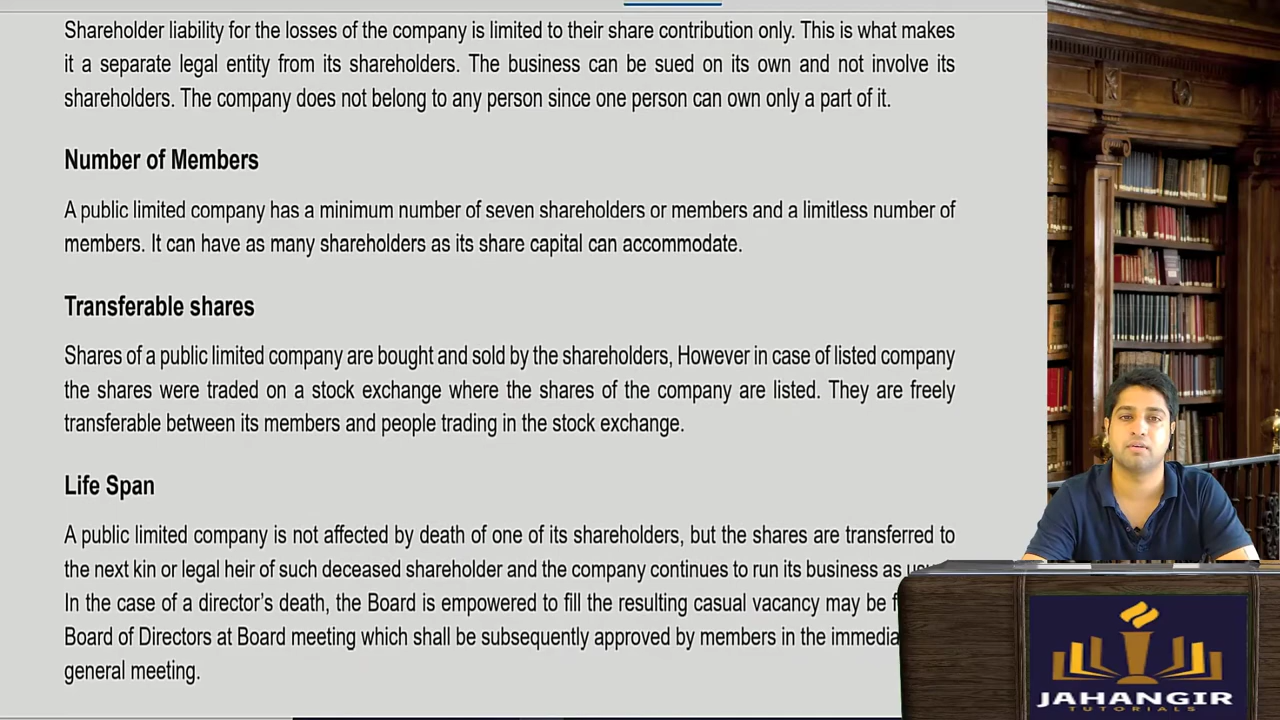 Shareholder liability for the losses of the company is limited to their share contribution only. This is what makes
it a separate legal entity from its shareholders. The business can be sued on its own and not involve its
shareholders. The company does not belong to any person since one person can own only a part of it.
Number of Members
A public limited company has a minimum number of seven shareholders or members and a limitless number of
members. It can have as many shareholders as its share capital can accommodate.
Transferable shares
Shares of a public limited company are bought and sold by the shareholders, However in case of listed company
the shares were traded on a stock exchange where the shares of the company are listed. They are freely
transferable between its members and people trading in the stock exchange.
Life Span
A public limited company is not affected by death of one of its shareholders, but the shares are transferred to
the next kin or legal heir of such deceased shareholder and the company continues to run its business as
In the case of a director's death, the Board is empowered to fill the resulting casual vacancy may be
Board of Directors at Board meeting which shall be subsequently approved by members in the
general meeting.
JAHANGIR
TUTORIALS